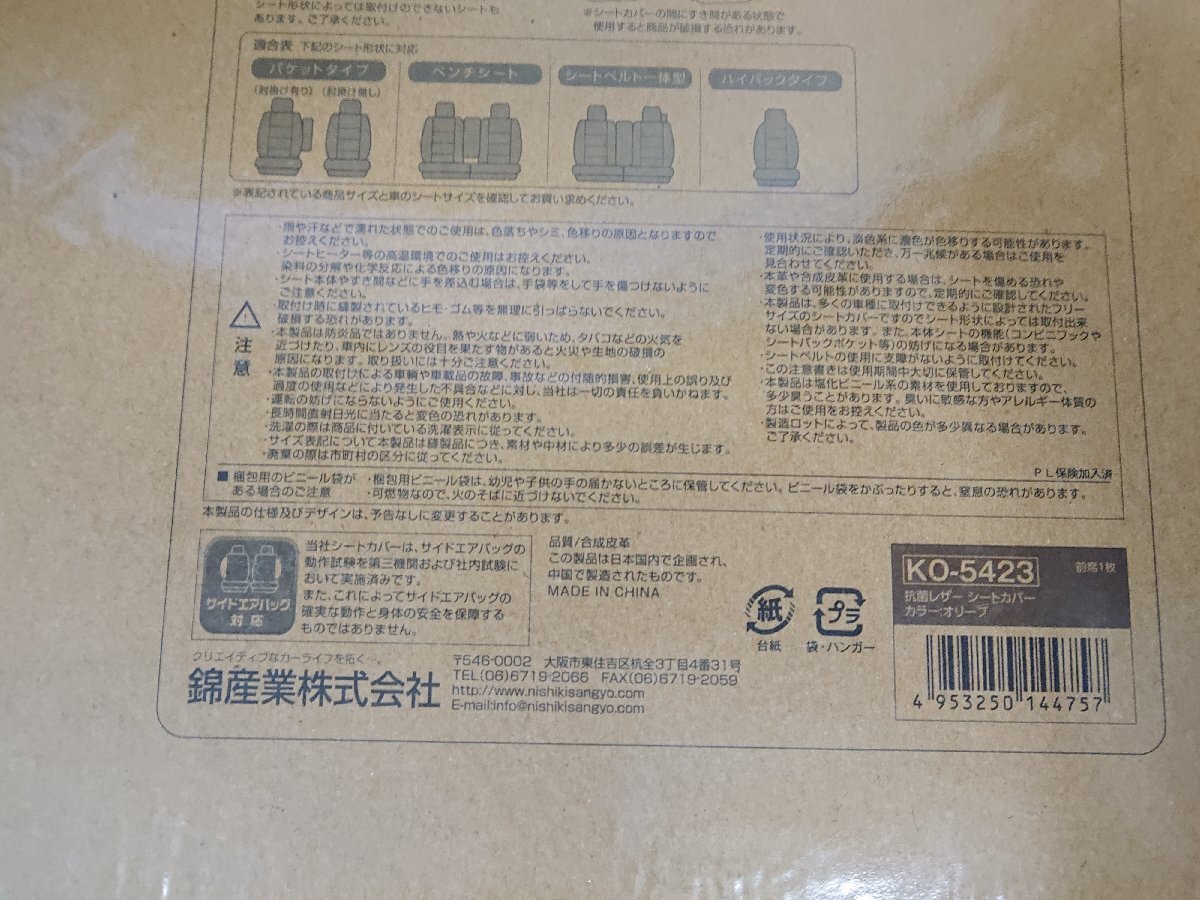 シート形状によっては取付けのできないシートも
あります。ご了承ください。
※シートカバーの間にすき間がある状態で
使用すると商品が破損する恐れがあります。
適合表 下記のシート形状に対応
バケットタイプ
(肘掛け有り) (肘掛け無し)
ベンチシート
シートベルト一体型
ハイバックタイプ
※表記されている商品サイズと車のシートサイズを確認してお買い求めください。
注意
・雨や汗などで濡れた状態でのご使用は、色落ちやシミ、色移りの原因となりますので
お控えください。
・シートヒーター等の高温環境でのご使用はお控えください。
染料の分解や化学反応による色移りの原因になります。
・シート本体やすき間などに手を差込む場合は、手袋等をして手を傷つけないように
ご注意ください。
・取付け時に縫製されているヒモ・ゴム等を無理に引っぱらないでください。
破損する恐れがあります。
・本製品は防炎品ではありません。熱や火などに弱いため、タバコなどの火気を
近づけたり、車内にレンズの役目を果たす物があると火災や生地の破損の
原因になります。取り扱いには十分ご注意ください。
・本製品の取付けによる車輌や車載品の故障、事故などの付随的損害、使用上の誤り及び
過度の使用などにより発生した不具合などに対し、当社は一切の責任を負いかねます。
・運転の妨げにならないようにご使用ください。
・長時間直射日光に当たると変色の恐れがあります。
・洗濯の際は商品に付いている洗濯表示に従ってください。
・サイズ表記について本製品は縫製品につき、素材や中材により多少の誤差が生じます。
・廃棄の際は市町村の区分に従ってください。
・使用状況により、淡色系に濃色が色移りする可能性があります。
定期的にご確認いただき、万一兆候がある場合はご使用を
見合わせてください。
・本革や合成皮革に使用する場合は、シートを傷める恐れや
変色する可能性がありますので、定期的にご確認してください。
・本製品は、多くの車種に取付けできるように設計されたフリー
サイズのシートカバーですのでシート形状によっては取付出来
ない場合があります。また、本体シートの機能(コンビニフックや
シートバックポケット等)の妨げになる場合があります。
・シートベルトの使用に支障がないように取付けてください。
・この注意書きは使用期間中大切に保管してください。
・本製品は塩化ビニール系の素材を使用しておりますので、
多少臭うことがあります。臭いに敏感な方やアレルギー体質の
方はご使用をお控えください。
・製造ロットによって、製品の色が多少異なる場合があります。
ご了承ください。
PL保険加入済
■梱包用のビニール袋が
ある場合のご注意
・梱包用ビニール袋は、幼児や子供の手の届かないところに保管してください。ビニール袋をかぶったりすると、窒息の恐れがあります。
・可燃物なので、火のそばに近づけないでください。
本製品の仕様及びデザインは、予告なしに変更することがあります。
サイドエアバッグ
対応
当社シートカバーは、サイドエアバッグの
動作試験を第三機関および社内試験に
おいて実施済みです。
また、これによってサイドエアバッグの
確実な動作と身体の安全を保障する
ものではありません。
品質/合成皮革
この製品は日本国内で企画され、
中国で製造されたものです。
MADE IN CHINA
紙
台紙
プラ
袋・ハンガー
KO-5423
前席1枚
抗菌レザー シートカバー
カラー:オリーブ
4 953250 144757
クリエイティブなカーライフを拓く…。
錦産業株式会社
〒546-0002 大阪市東住吉区杭全3丁目4番31号
TEL(06)6719-2066 FAX(06)6719-2059
http://www.nishikisangyo.com
E-mail:info@nishikisangyo.com